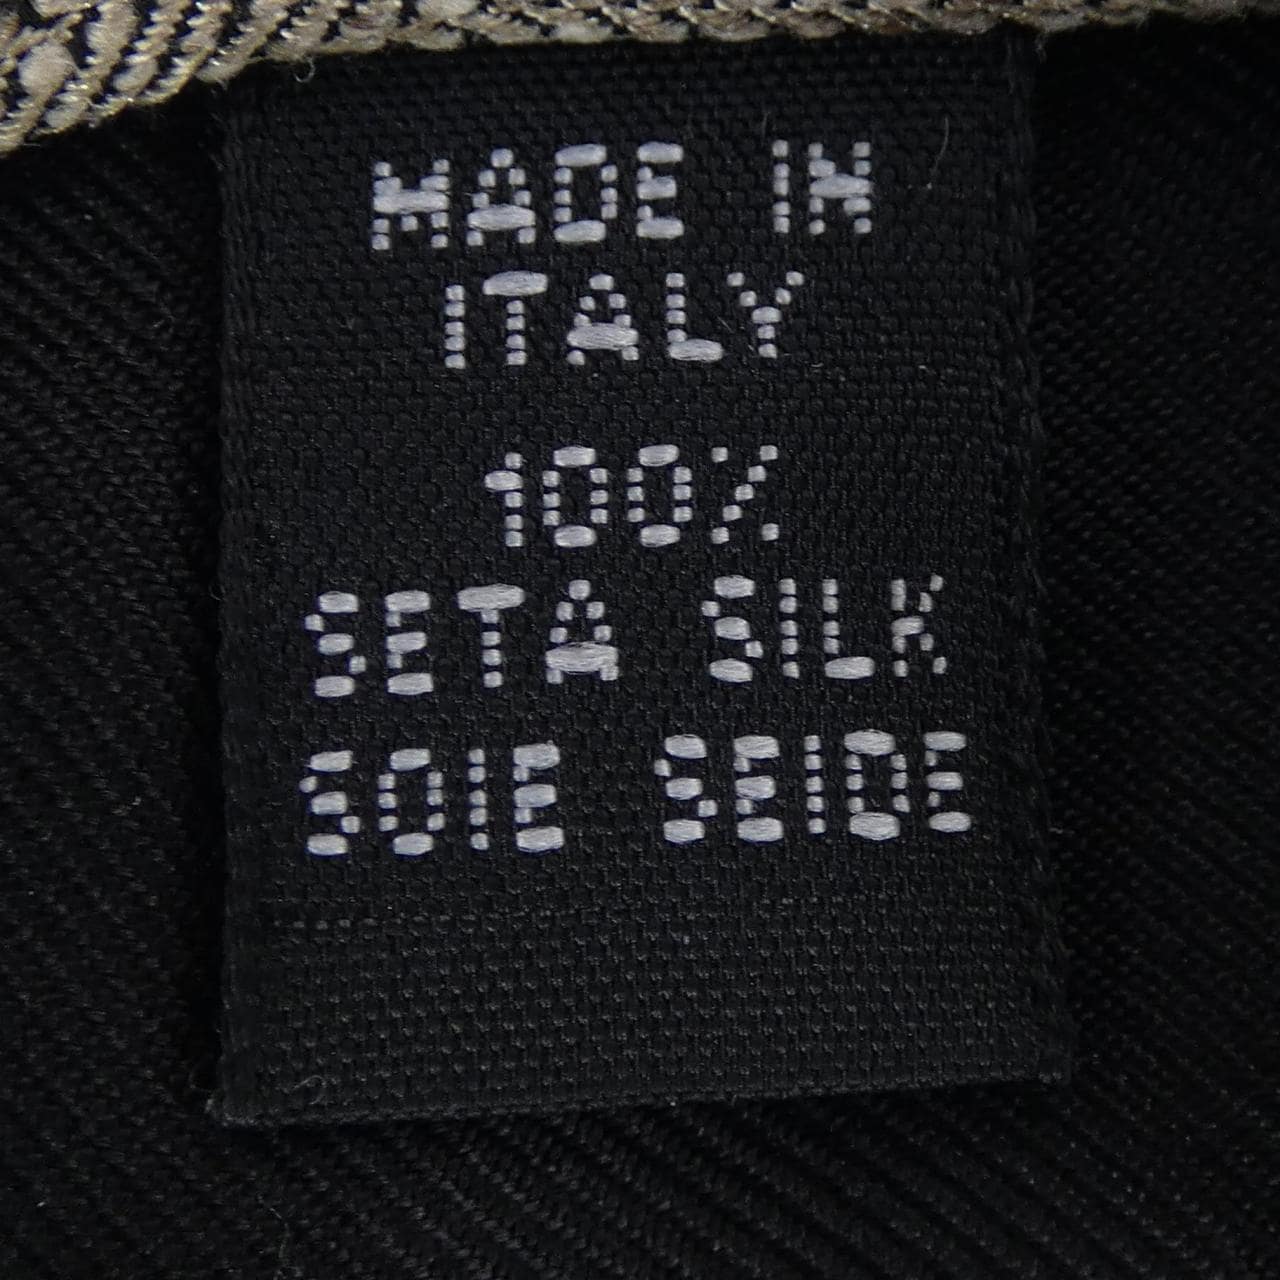 MADE IN
ITALY
100%
SETA SILK
SOIE SEIDE